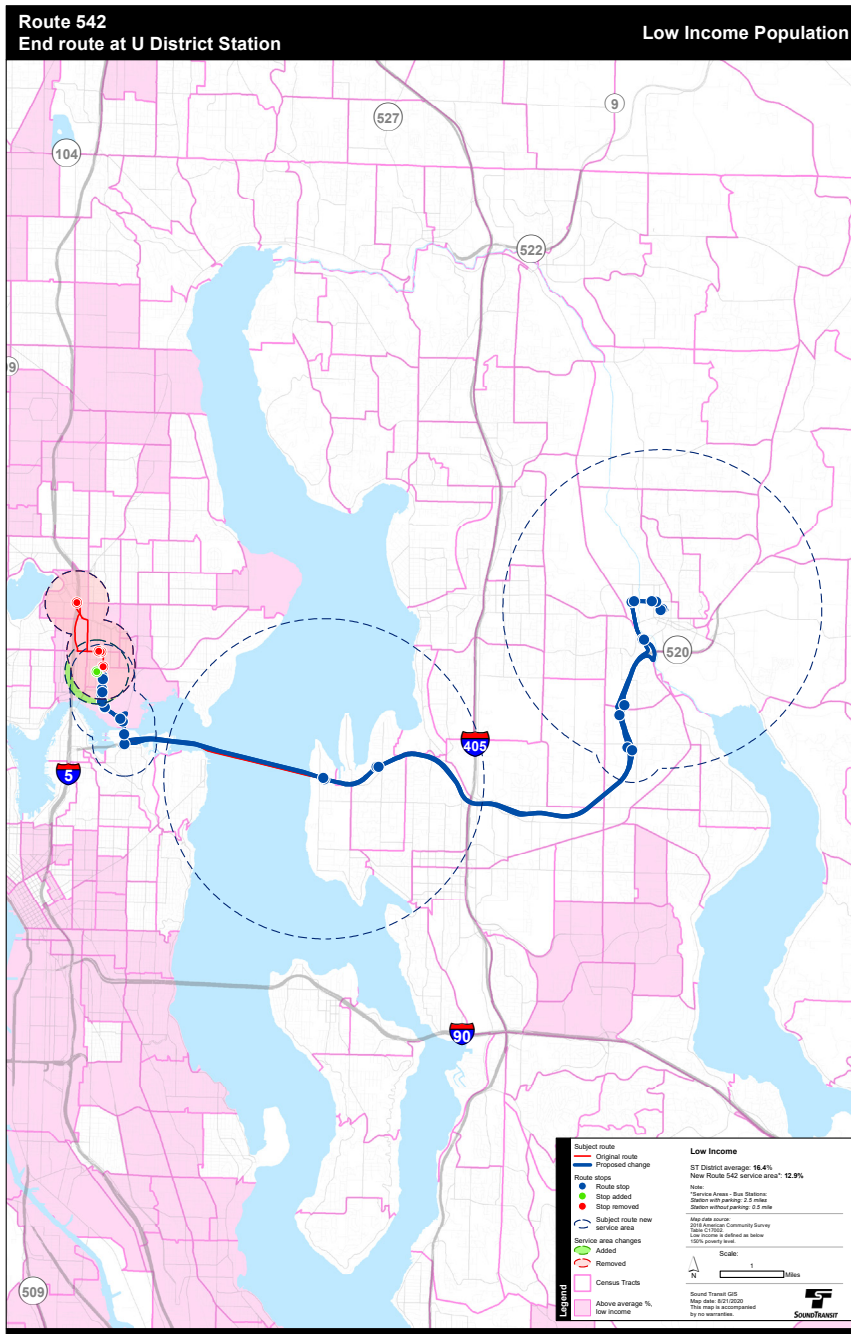 Route 542
End route at U District Station
Low Income Population
9
527
104
522
9
520
405
5
90
509
Legend
Subject route
Original route
Proposed change
Route stops
Route stop
Stop added
Stop removed
Subject route new
service area
Service area changes
Added
Removed
Census Tracts
Above average %,
low income
Low Income
ST District average: 16.4%
New Route 542 service area*: 12.9%
Note:
*Service Areas - Bus Stations:
Station with parking: 2.5 miles
Station without parking: 0.5 mile
Map data source:
2018 American Community Survey
Table C17002.
Low income is defined as below
150% poverty level.
Scale:
N
1
Miles
Sound Transit GIS
Map date: 8/21/2020
This map is accompanied
by no warranties.
SOUNDTRANSIT